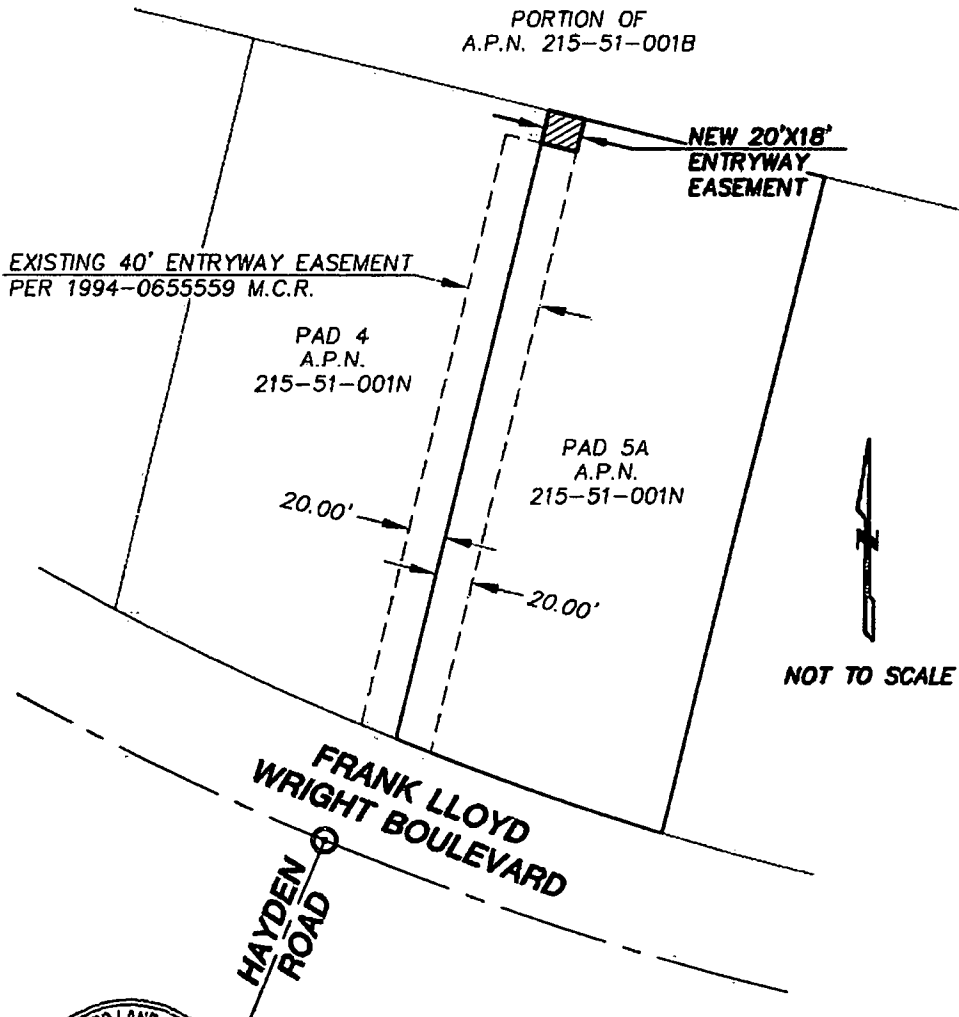 PORTION OF
A.P.N. 215-51-001B
NEW 20'X18'
ENTRYWAY
EASEMENT
EXISTING 40' ENTRYWAY EASEMENT
PER 1994-0655559 M.C.R.
PAD 4
A.P.N.
215-51-001N
PAD 5A
A.P.N.
215-51-001N
20.00'
20.00'
N
NOT TO SCALE
FRANK LLOYD
WRIGHT BOULEVARD
HAYDEN
ROAD
LAND